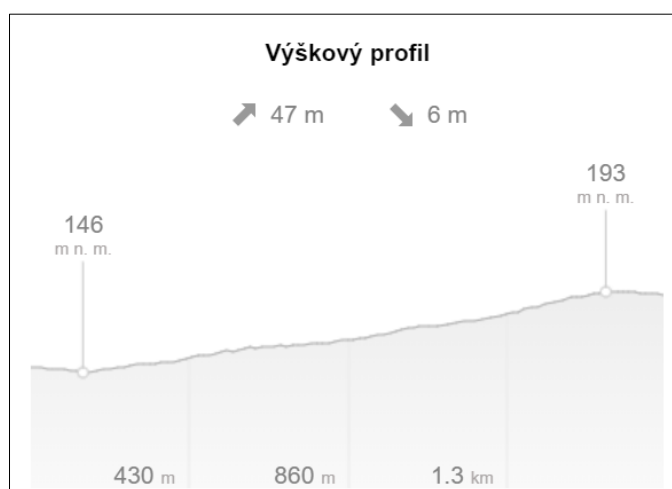 Výškový profil
47 m 6 m
193
m n. m.
146
m n. m.
430 m 860 m 1.3 km